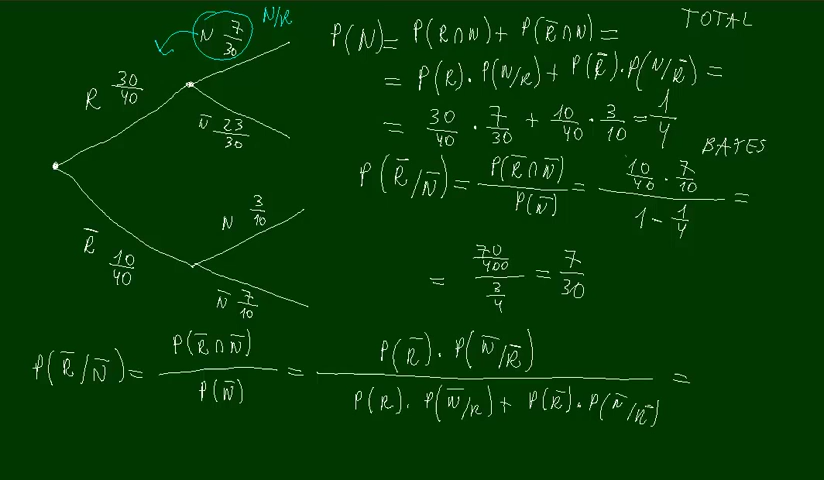 N 7/30 N/R
R 30/40
N̄ 23/30
N 3/10
R̄ 10/40
N̄ 7/10
TOTAL
P(N) = P(R∩N) + P(R̄∩N) =
= P(R)·P(N/R) + P(R̄)·P(N/R̄) =
= 30/40 · 7/30 + 10/40 · 3/10 = 1/4
BAYES
P(R̄/N̄) = P(R̄∩N̄)/P(N̄) = (10/40 · 7/10)/(1 - 1/4) =
= (70/400)/(3/4) = 7/30
P(R̄/N̄) = P(R̄∩N̄)/P(N̄) = P(R̄)·P(N̄/R̄)/(P(R)·P(N̄/R) + P(R̄)·P(N̄/R̄)) =